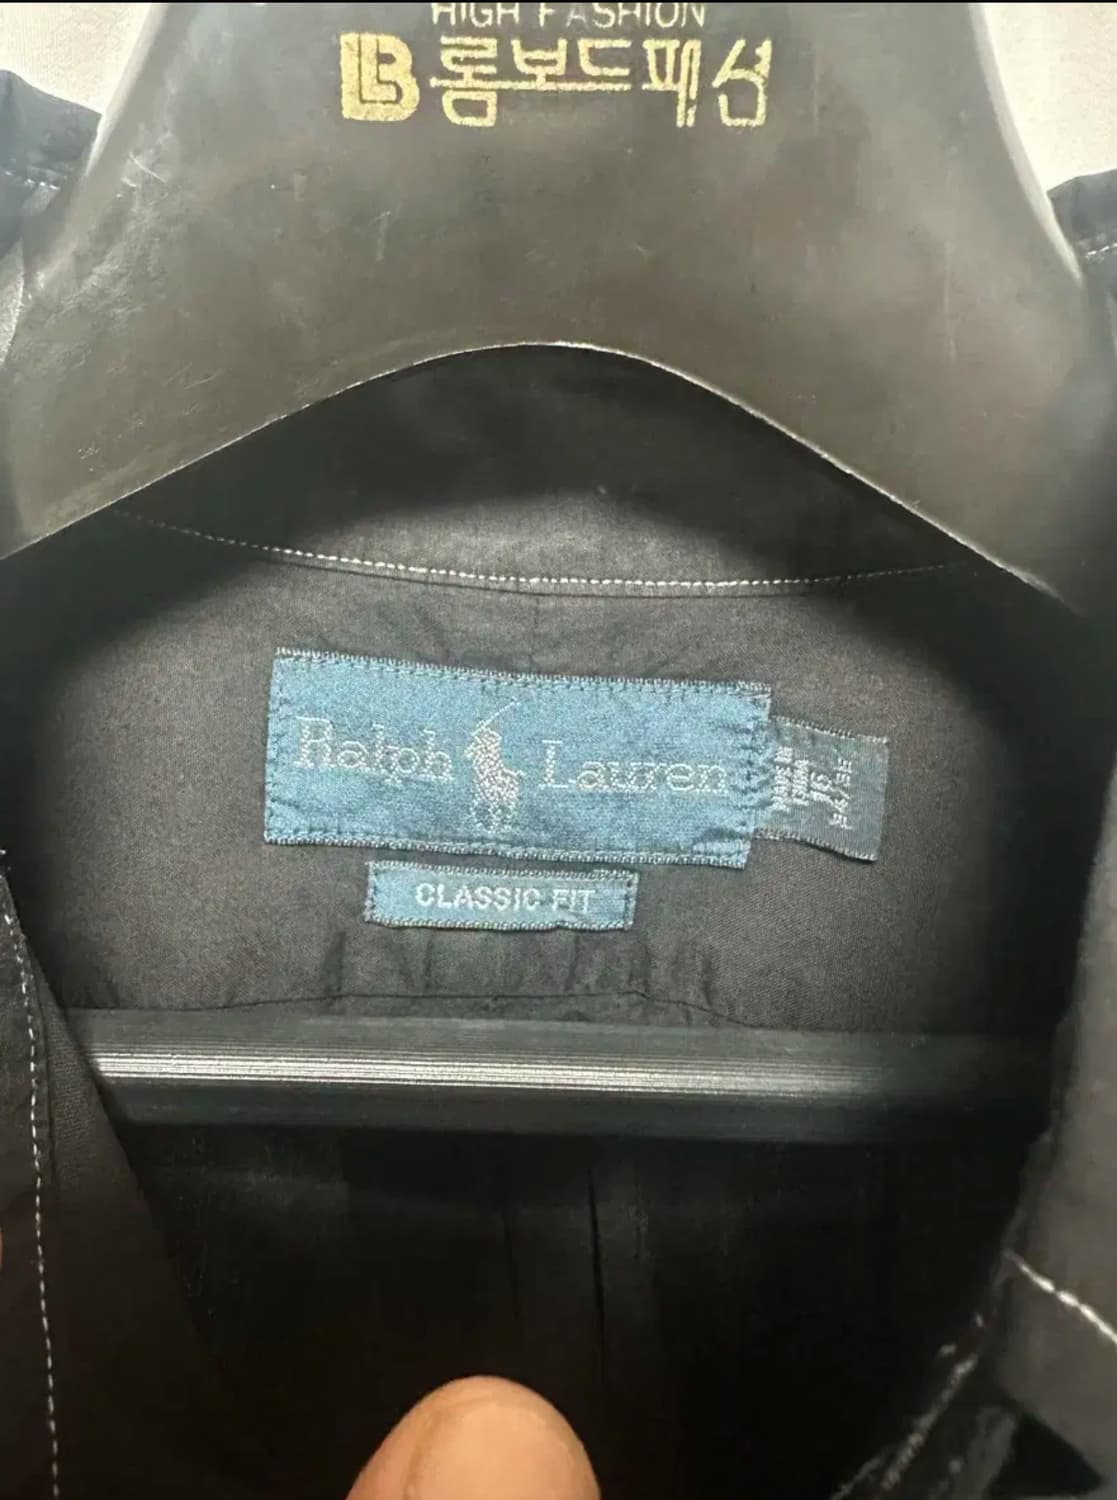 HIGH FASHION
LB 롬보드패션
Ralph Lauren
CLASSIC FIT